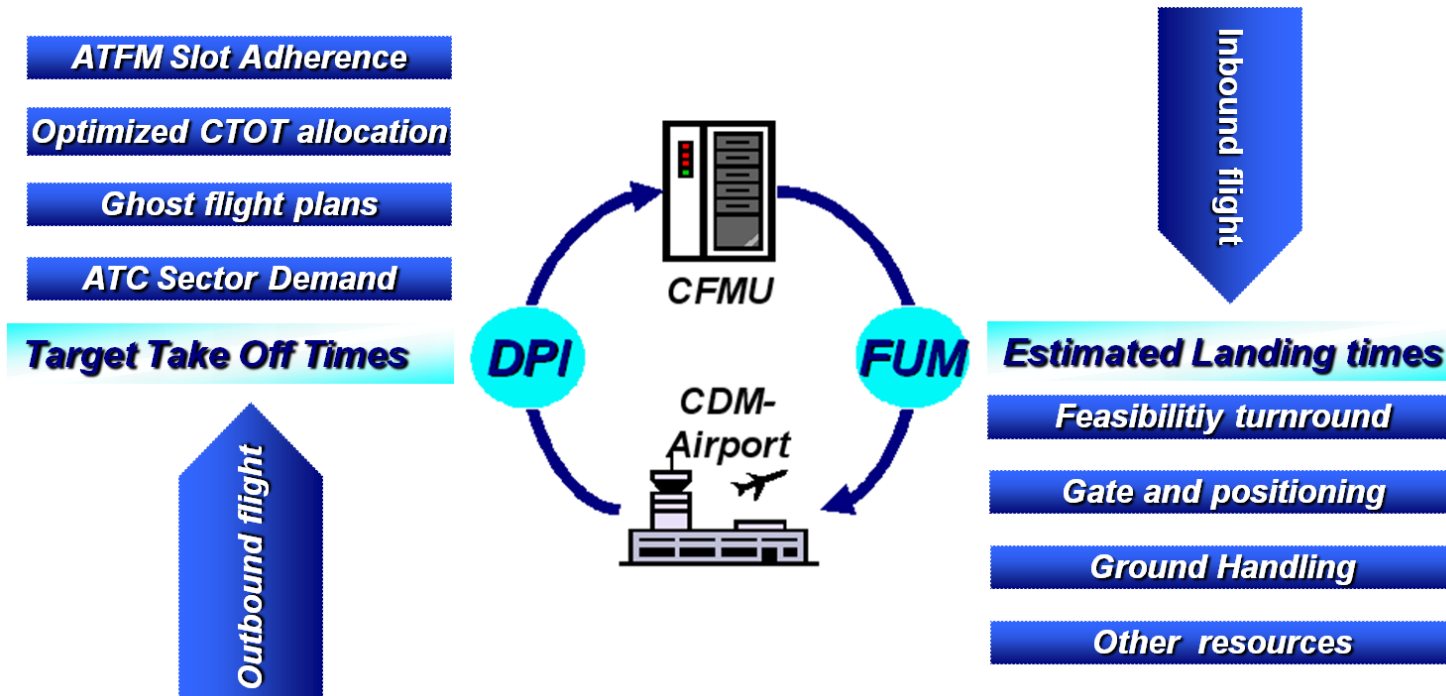 ATFM Slot Adherence
Optimized CTOT allocation
Ghost flight plans
ATC Sector Demand
Target Take Off Times
Outbound flight
DPI
CFMU
CDM-
Airport
FUM
Inbound flight
Estimated Landing times
Feasibilitiy turnround
Gate and positioning
Ground Handling
Other resources